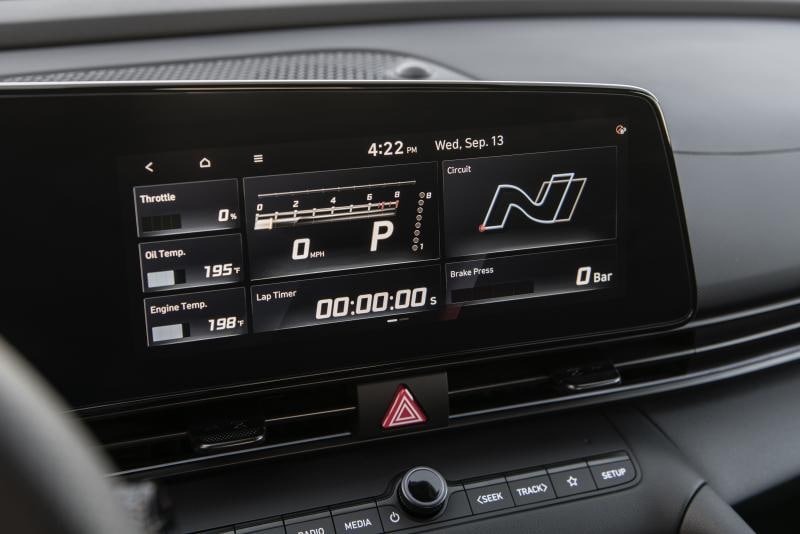 4:22 PM Wed, Sep. 13
Throttle
0 %
Oil Temp.
195 °F
Engine Temp.
198 °F
0 2 4 6 8
8
1
0 MPH
P
Lap Timer
00:00:00 s
Circuit
N
Brake Press
0 Bar
RADIO
MEDIA
<SEEK
TRACK>
SETUP